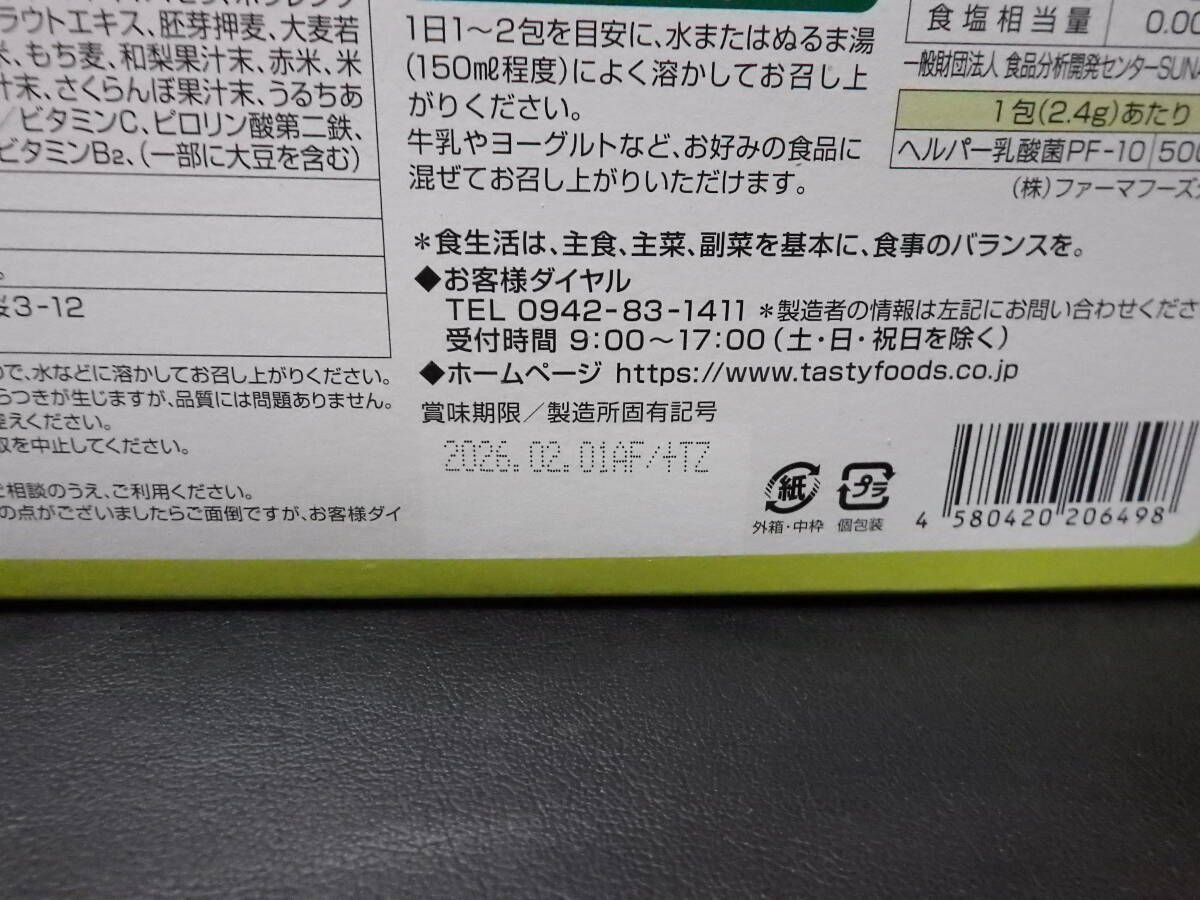 ラウトエキス、胚芽押麦、大麦若
米、もち麦、和梨果汁末、赤米、米
汁末、さくらんぼ果汁末、うるちあ
／ビタミンC、ピロリン酸第二鉄、
ビタミンB2、(一部に大豆を含む)
3-12
で、水などに溶かしてお召し上がりください。
らつきが生じますが、品質には問題ありません。
控えください。
取を中止してください。
ご相談のうえ、ご利用ください。
の点がございましたらご面倒ですが、お客様ダイ
1日1〜2包を目安に、水またはぬるま湯
(150㎖程度)によく溶かしてお召し上
がりください。
牛乳やヨーグルトなど、お好みの食品に
混ぜてお召し上がりいただけます。
食塩相当量 0.00
一般財団法人 食品分析開発センターSUNA
1包(2.4g)あたり
ヘルパー乳酸菌PF-10 500
(株)ファーマフーズ
＊食生活は、主食、主菜、副菜を基本に、食事のバランスを。
◆お客様ダイヤル
TEL 0942-83-1411 ＊製造者の情報は左記にお問い合わせくださ
受付時間 9:00〜17:00(土・日・祝日を除く)
◆ホームページ https://www.tastyfoods.co.jp
賞味期限／製造所固有記号
2026.02.01AF/4TZ
紙
外箱・中枠
プラ
個包装
4 580420 206498